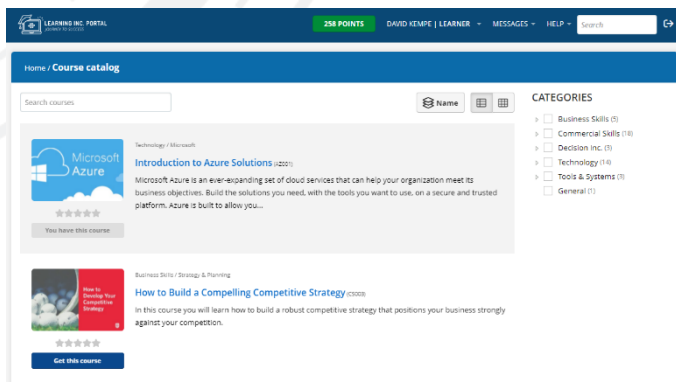 LEARNING INC. PORTAL
JOURNEY TO SUCCESS
258 POINTS
DAVID KEMPE | LEARNER
MESSAGES
HELP
Search
Home / Course catalog
Search courses
Name
CATEGORIES
Business Skills (5)
Commercial Skills (18)
Decision Inc. (3)
Technology (14)
Tools & Systems (3)
General (1)
Microsoft
Azure
You have this course
Technology / Microsoft
Introduction to Azure Solutions (AZ001)
Microsoft Azure is an ever-expanding set of cloud services that can help your organization meet its
business objectives. Build the solutions you need, with the tools you want to use, on a secure and trusted
platform. Azure is built to allow you...
How to
Develop Your
Competitive
Strategy
Get this course
Business Skills / Strategy & Planning
How to Build a Compelling Competitive Strategy (CS003)
In this course you will learn how to build a robust competitive strategy that positions your business strongly
against your competition.